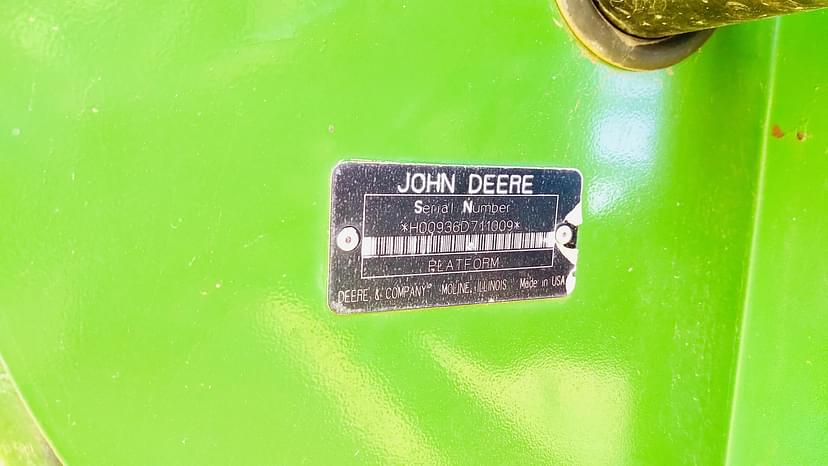 JOHN DEERE
Serial Number
*H00936D711009*
PLATFORM
DEERE & COMPANY® MOLINE, ILLINOIS Made in USA